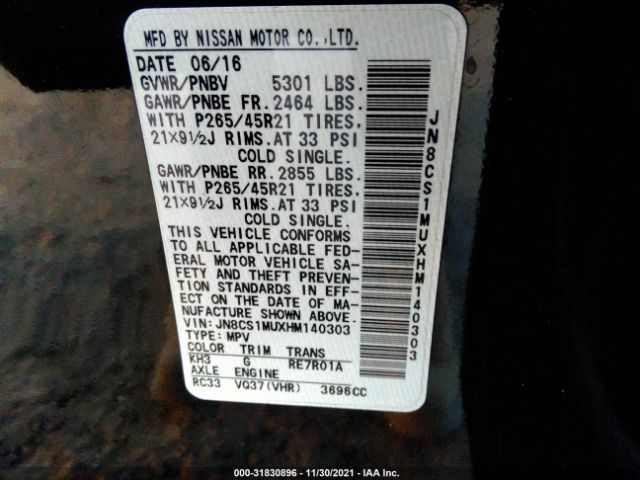 MFD BY NISSAN MOTOR CO.,LTD.
DATE 06/16
GVWR/PNBV 5301 LBS.
GAWR/PNBE FR. 2464 LBS.
WITH P265/45R21 TIRES,
21X9½J RIMS.AT 33 PSI
COLD SINGLE.
GAWR/PNBE RR. 2855 LBS.
WITH P265/45R21 TIRES,
21X9½J RIMS.AT 33 PSI
COLD SINGLE.
THIS VEHICLE CONFORMS
TO ALL APPLICABLE FED-
ERAL MOTOR VEHICLE SA-
FETY AND THEFT PREVEN-
TION STANDARDS IN EFF-
ECT ON THE DATE OF MA-
NUFACTURE SHOWN ABOVE.
VIN: JN8CS1MUXHM140303
TYPE: MPV
COLOR TRIM TRANS
KH3 G RE7R01A
AXLE ENGINE
RC33 VQ37(VHR) 3696CC
JN8CS1MUXHM140303
000-31830896 - 11/30/2021 - IAA Inc.